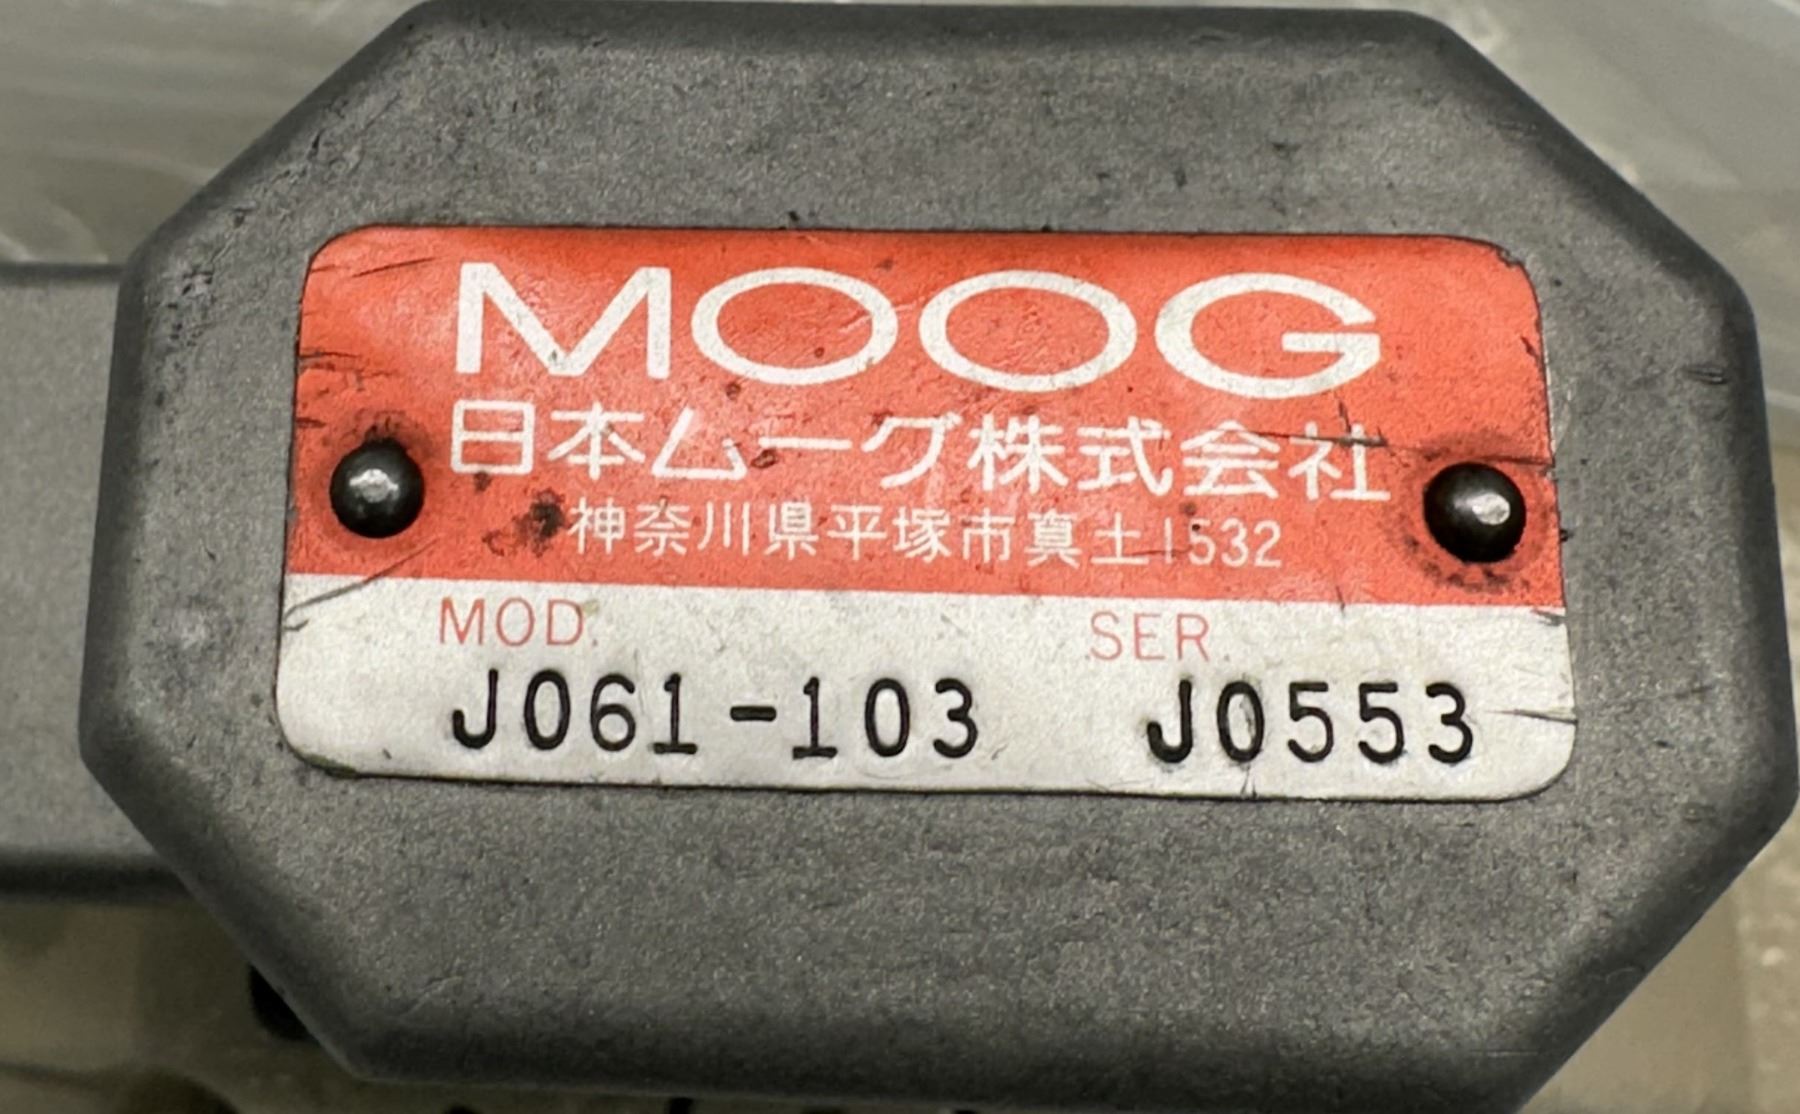 MOOG
日本ムーグ株式会社
神奈川県平塚市真土1532
MOD. SER.
J061-103 J0553